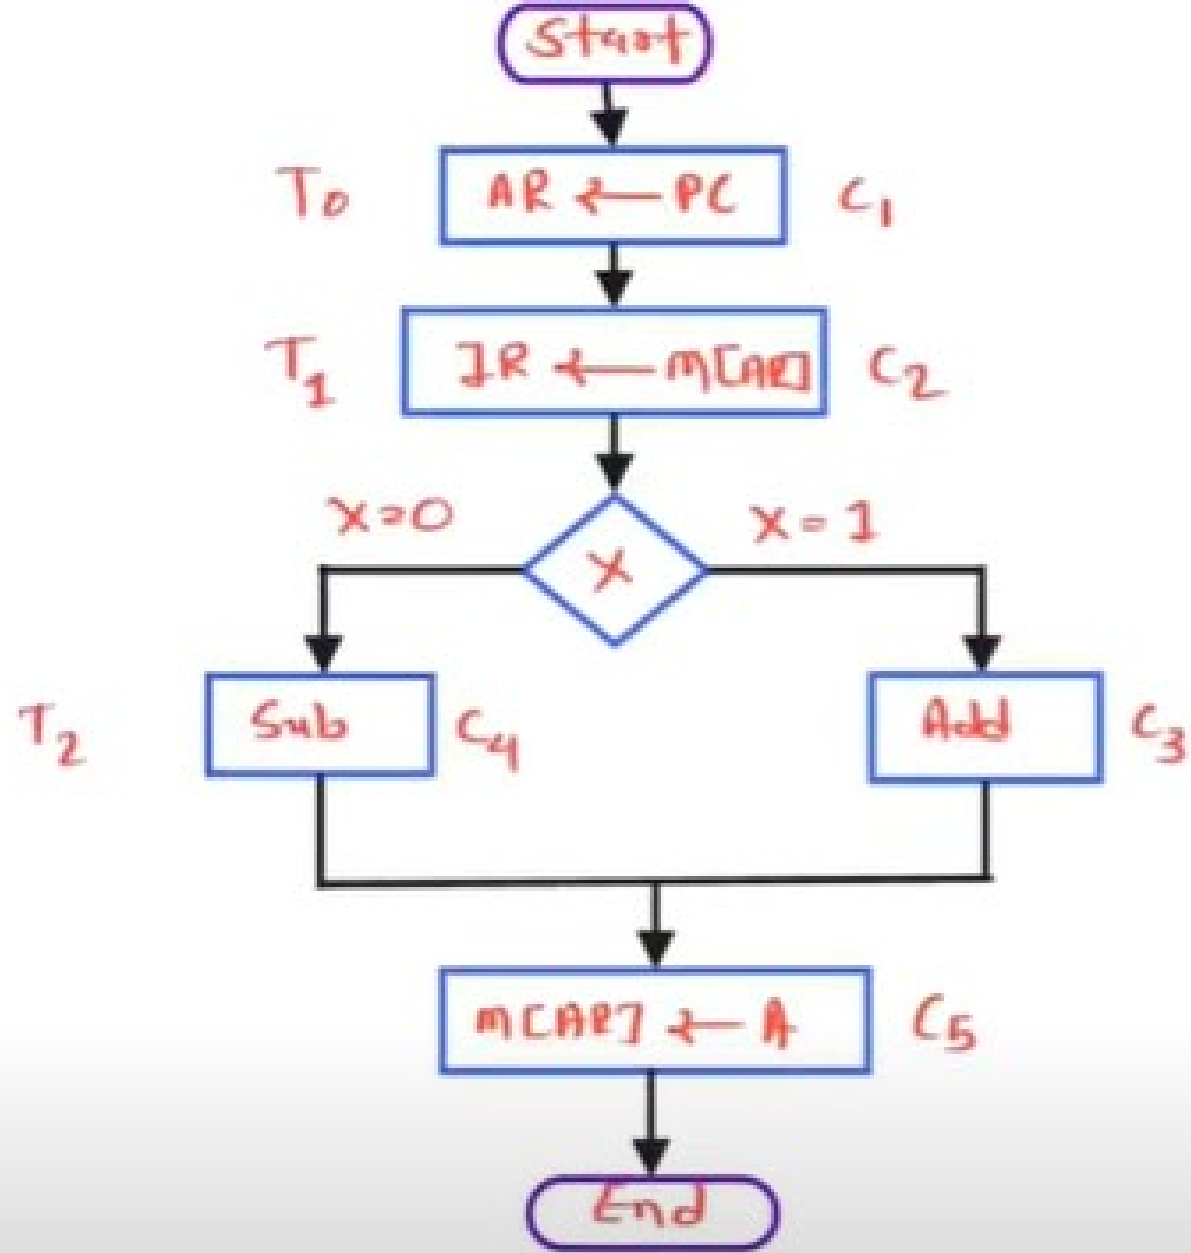 Start
T0 AR ← PC C1
T1 IR ← M[AR] C2
X=0 X=1
X
T2 Sub C4 Add C3
M[AR] ← A C5
End